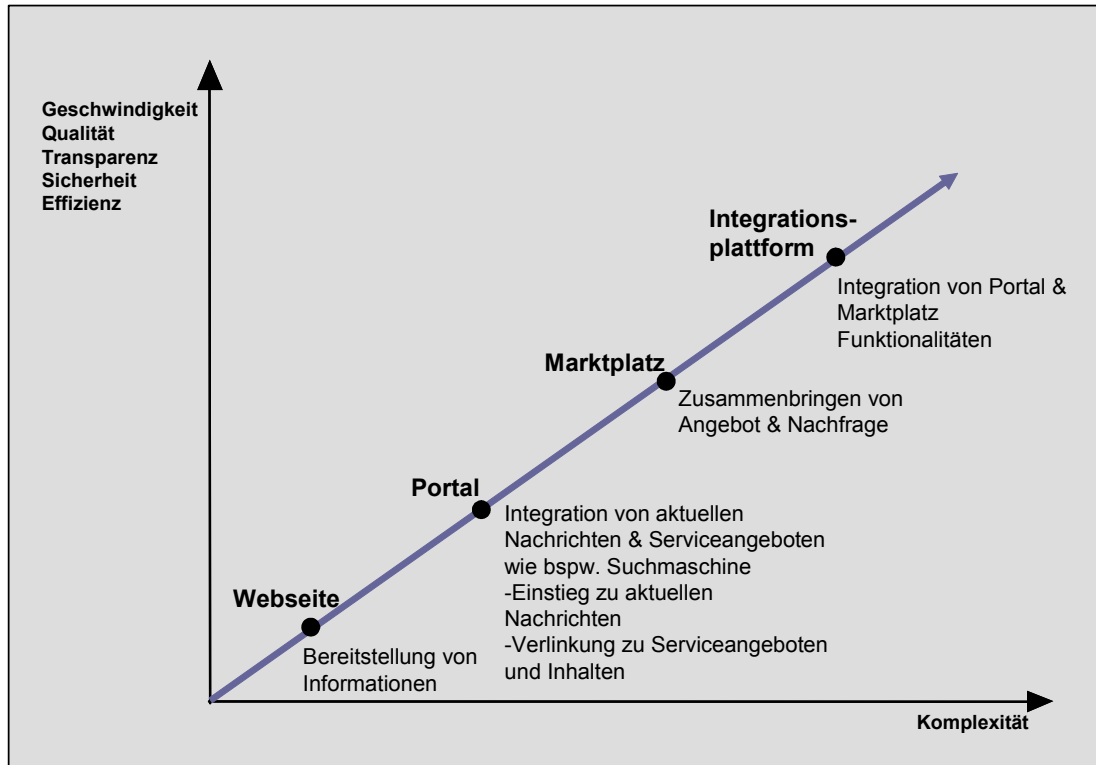 Geschwindigkeit
Qualität
Transparenz
Sicherheit
Effizienz
Integrations-
plattform
Integration von Portal &
Marktplatz
Funktionalitäten
Marktplatz
Zusammenbringen von
Angebot & Nachfrage
Portal
Integration von aktuellen
Nachrichten & Serviceangeboten
wie bspw. Suchmaschine
-Einstieg zu aktuellen
Nachrichten
-Verlinkung zu Serviceangeboten
und Inhalten
Webseite
Bereitstellung von
Informationen
Komplexität